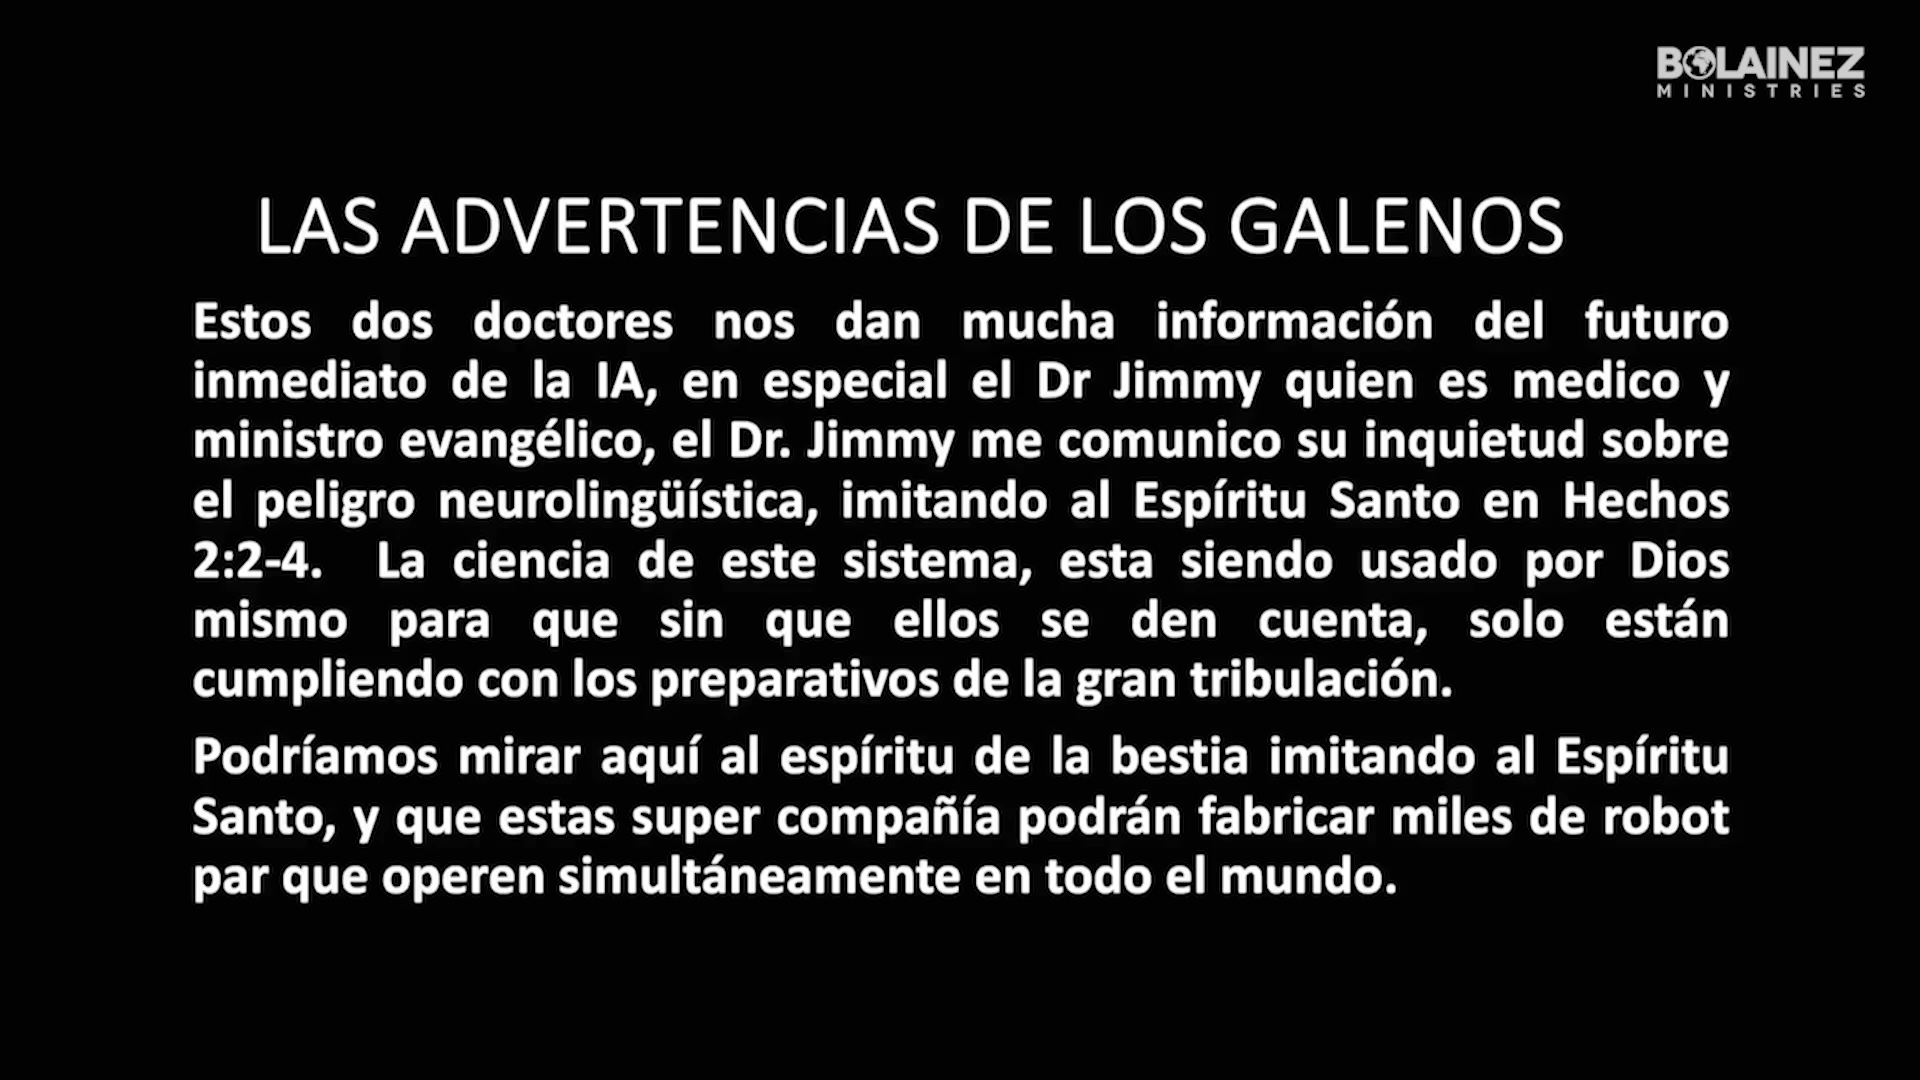 BOLAINEZ
MINISTRIES
LAS ADVERTENCIAS DE LOS GALENOS
Estos dos doctores nos dan mucha información del futuro
inmediato de la IA, en especial el Dr Jimmy quien es medico y
ministro evangélico, el Dr. Jimmy me comunico su inquietud sobre
el peligro neurolingüística, imitando al Espíritu Santo en Hechos
2:2-4. La ciencia de este sistema, esta siendo usado por Dios
mismo para que sin que ellos se den cuenta, solo están
cumpliendo con los preparativos de la gran tribulación.
Podríamos mirar aquí al espíritu de la bestia imitando al Espíritu
Santo, y que estas super compañía podrán fabricar miles de robot
par que operen simultáneamente en todo el mundo.